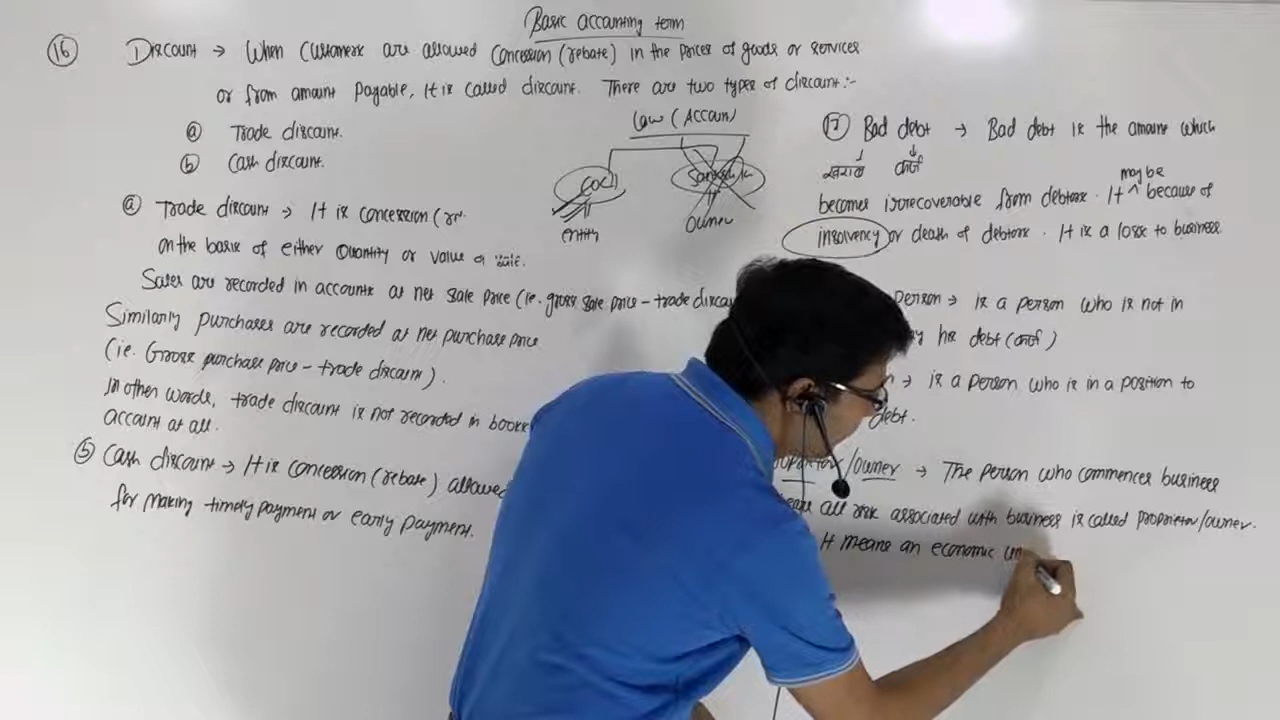 Basic accounting term
16 Discount → When customers are allowed concession (rebate) in the prices of goods or services
or from amount payable, it is called discount. There are two types of discount:-
a Trade discount.
b Cash discount.
Law (Account)
entity
Owner
a Trade discount → It is concession (
on the basis of either quantity or value of sale.
Sales are recorded in accounts at net sale price (i.e. gross sale price - trade
Similarly purchases are recorded at net purchase price
(i.e. Gross purchase price - trade discount).
In other words, trade discount is not recorded in
account at all.
b Cash discount → It is concession (rebate) allowed
for making timely payment or early payment.
17 Bad debt → Bad debt is the amount which
खराब कर्ज
becomes irrecoverable from debtors. It may be because of
insolvency or death of debtors. It is a loss to business
Person → is a person who is not in
his debt (कर्ज)
→ is a person who is in a position to
debt.
/owner → The person who commences business
all risk associated with business is called proprietor/owner.
It means an economic